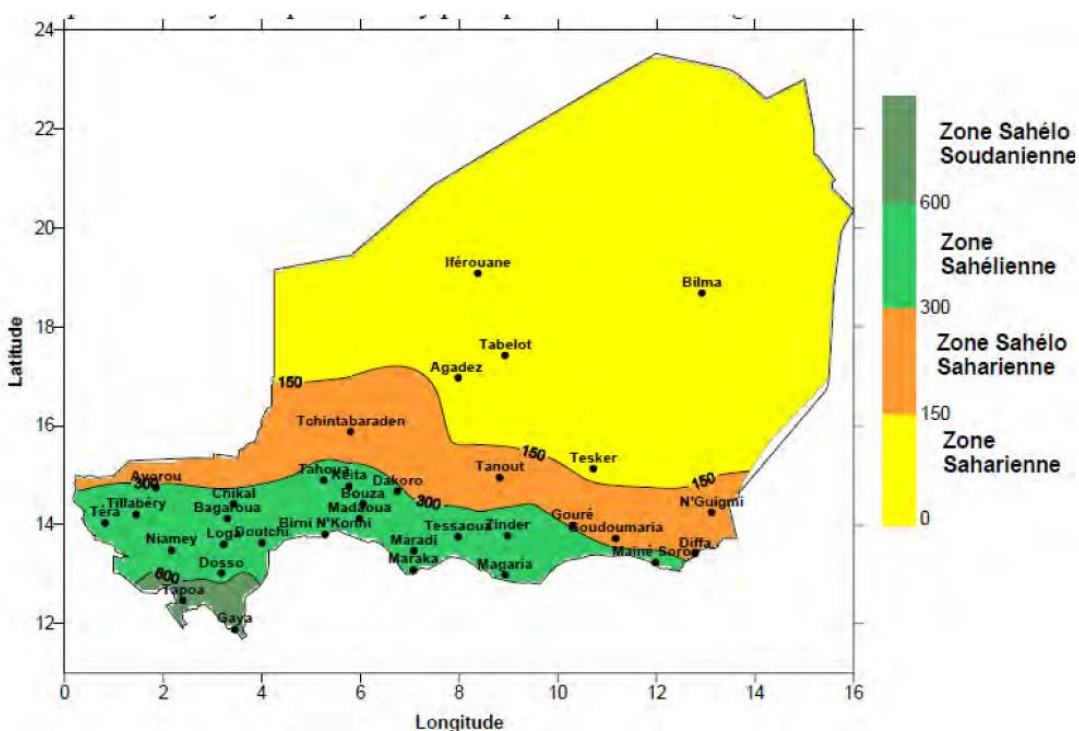 24
22
20
18
16
14
12
0
2
4
6
8
10
12
14
16
Latitude
Longitude
Iférouane
Bilma
Tabelot
Agadez
150
Tchintabaraden
150
Tesker
Tanout
150
N'Guigmi
Ayorou
300
Tahoua
Keita
Dakoro
Tillabéry
Chikal
Bouza
300
Téra
Bagaroua
Madaoua
Gouré
Goudoumaria
Birni N'Konni
Tessaoua
Zinder
Niamey
Loga
Doutchi
Maradi
Diffa
Mainé Soro
Maraka
Magaria
Dosso
600
Tapoa
Gaya
Zone Sahélo
Soudanienne
600
Zone
Sahélienne
300
Zone Sahélo
Saharienne
150
Zone
Saharienne
0